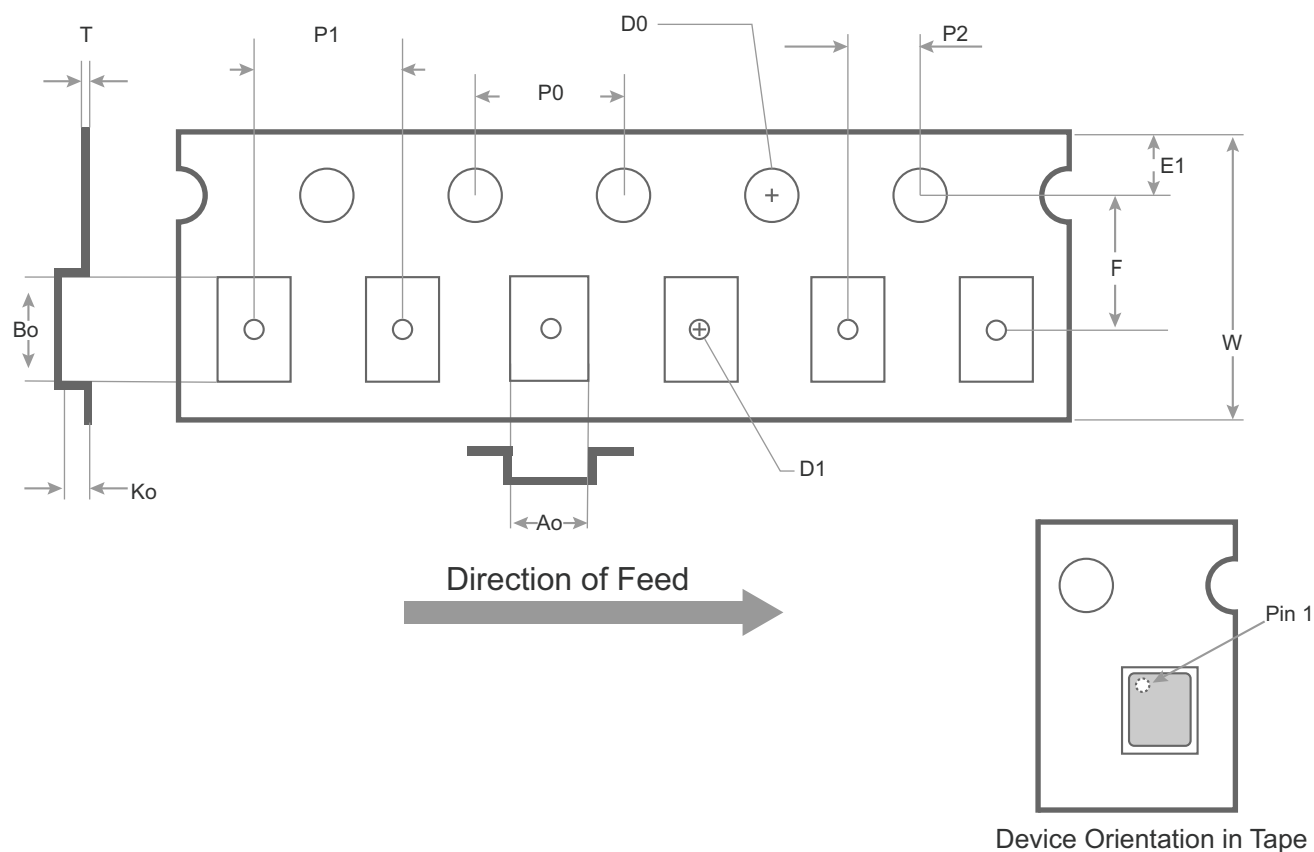 T
P1
D0
P2
P0
E1
F
Bo
W
D1
Ko
Ao
Direction of Feed
Pin 1
Device Orientation in Tape